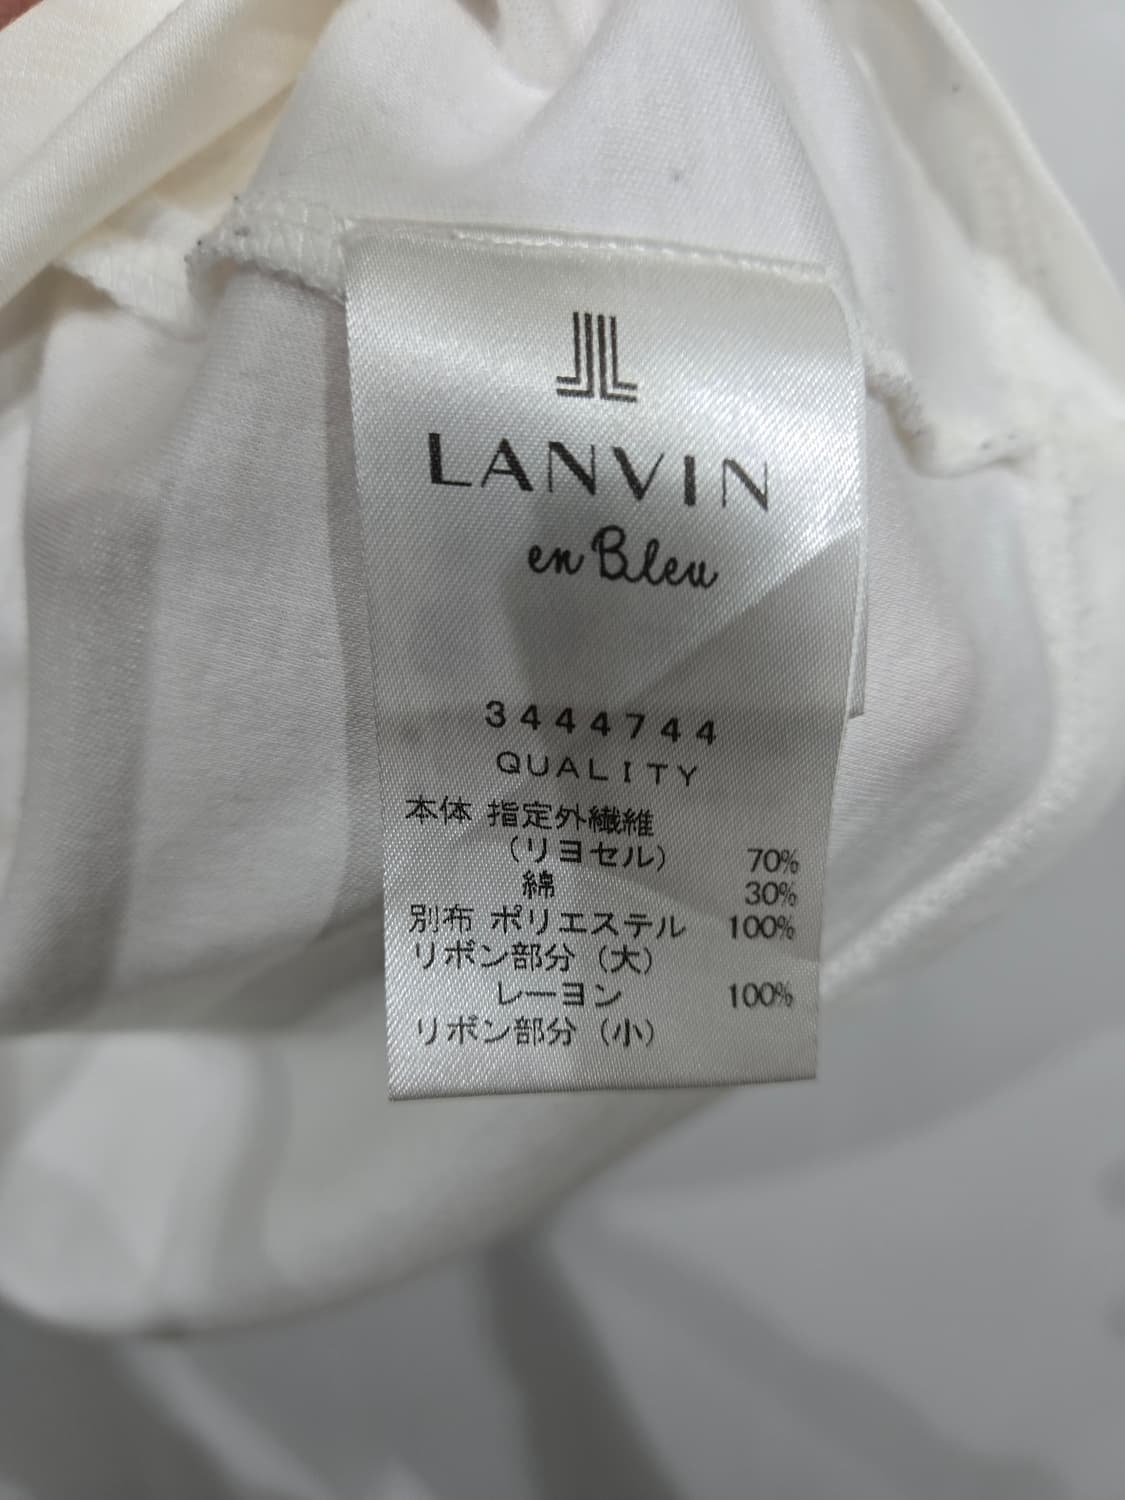 LANVIN
en Bleu
3444744
QUALITY
本体 指定外繊維
（リヨセル） 70%
綿 30%
別布 ポリエステル 100%
リボン部分（大）
レーヨン 100%
リボン部分（小）